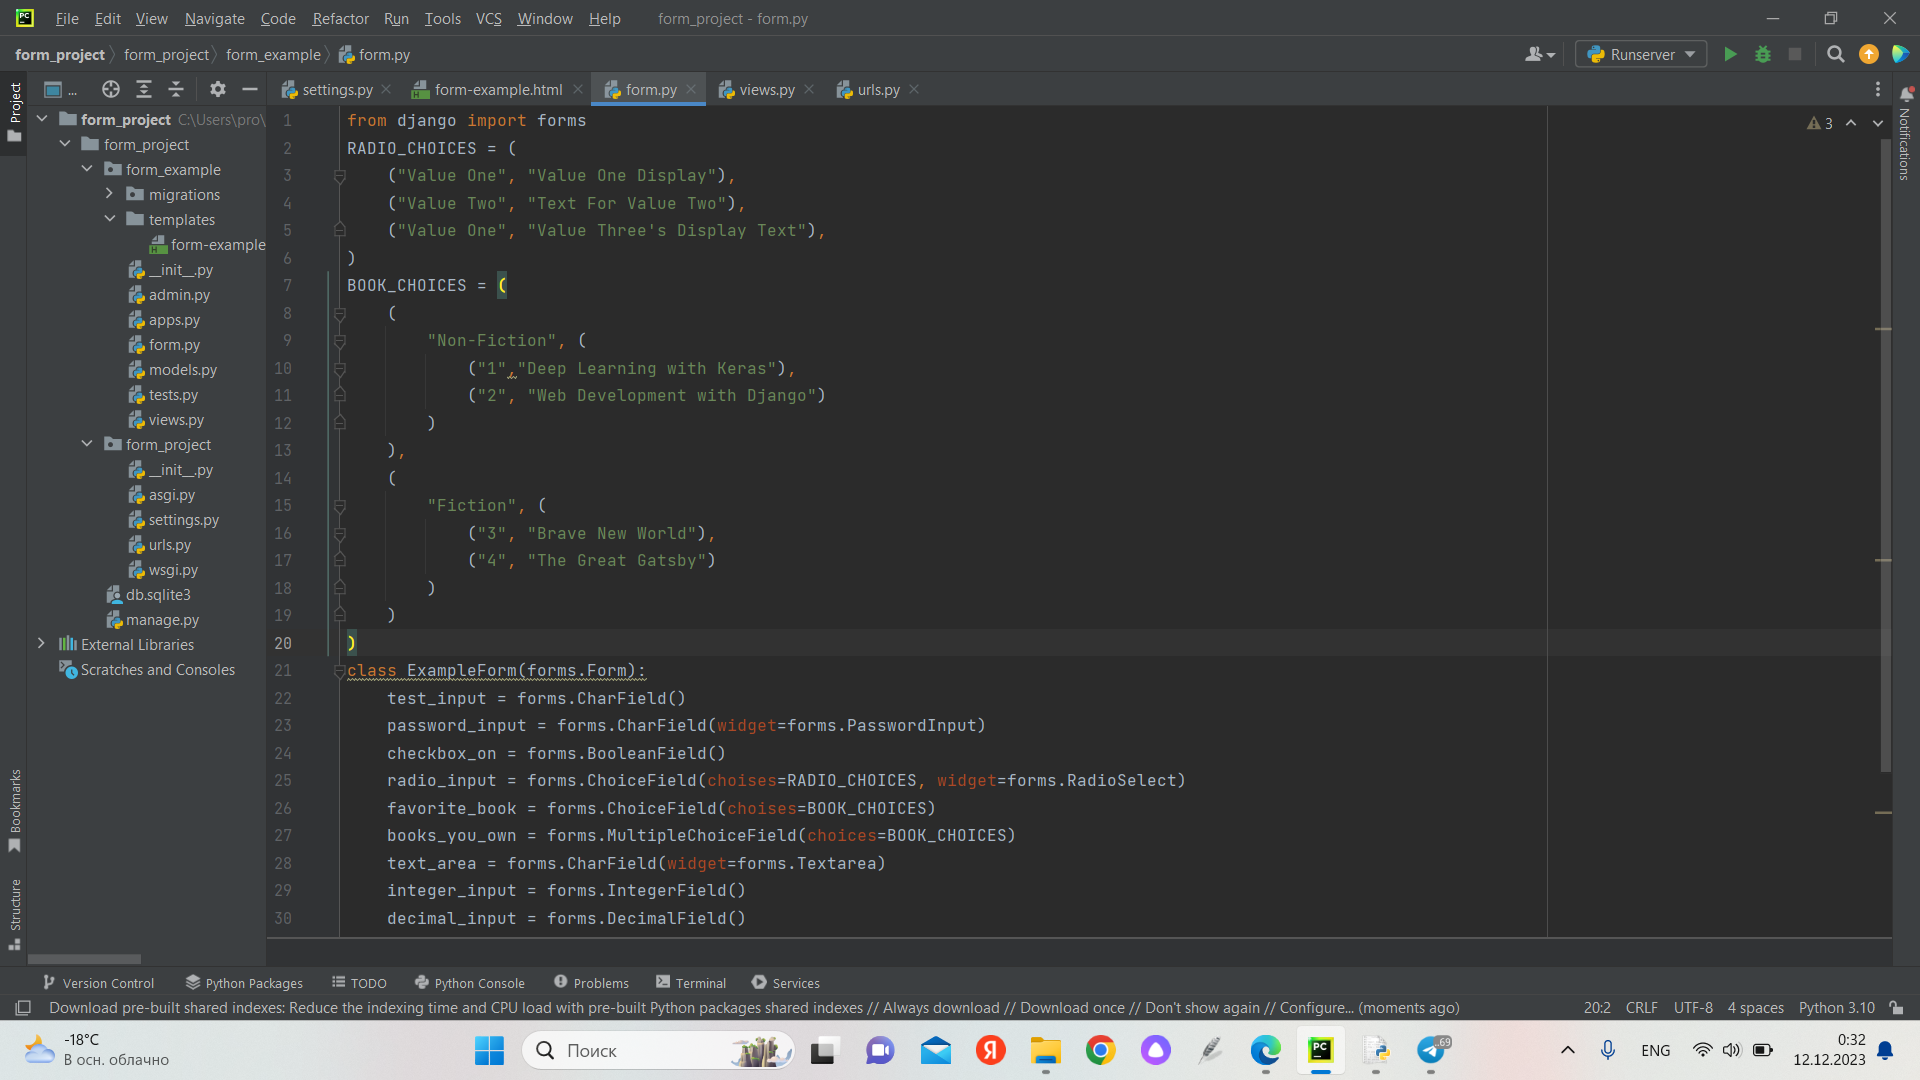 File Edit View Navigate Code Refactor Run Tools VCS Window Help form_project - form.py
form_project form_project form_example form.py Runserver
Project ... settings.py form-example.html form.py views.py urls.py
form_project C:\Users\pro\
form_project
form_example
migrations
templates
form-example
__init__.py
admin.py
apps.py
form.py
models.py
tests.py
views.py
form_project
__init__.py
asgi.py
settings.py
urls.py
wsgi.py
db.sqlite3
manage.py
External Libraries
Scratches and Consoles
Bookmarks
Structure
1 from django import forms
2 RADIO_CHOICES = (
3 ("Value One", "Value One Display"),
4 ("Value Two", "Text For Value Two"),
5 ("Value One", "Value Three's Display Text"),
6 )
7 BOOK_CHOICES = (
8 (
9 "Non-Fiction", (
10 ("1","Deep Learning with Keras"),
11 ("2", "Web Development with Django")
12 )
13 ),
14 (
15 "Fiction", (
16 ("3", "Brave New World"),
17 ("4", "The Great Gatsby")
18 )
19 )
20 )
21 class ExampleForm(forms.Form):
22 test_input = forms.CharField()
23 password_input = forms.CharField(widget=forms.PasswordInput)
24 checkbox_on = forms.BooleanField()
25 radio_input = forms.ChoiceField(choises=RADIO_CHOICES, widget=forms.RadioSelect)
26 favorite_book = forms.ChoiceField(choises=BOOK_CHOICES)
27 books_you_own = forms.MultipleChoiceField(choices=BOOK_CHOICES)
28 text_area = forms.CharField(widget=forms.Textarea)
29 integer_input = forms.IntegerField()
30 decimal_input = forms.DecimalField()
3
Notifications
Version Control Python Packages TODO Python Console Problems Terminal Services
Download pre-built shared indexes: Reduce the indexing time and CPU load with pre-built Python packages shared indexes // Always download // Download once // Don't show again // Configure... (moments ago) 20:2 CRLF UTF-8 4 spaces Python 3.10
-18°C
В осн. облачно
Поиск
Я
PC
69
ENG
0:32
12.12.2023